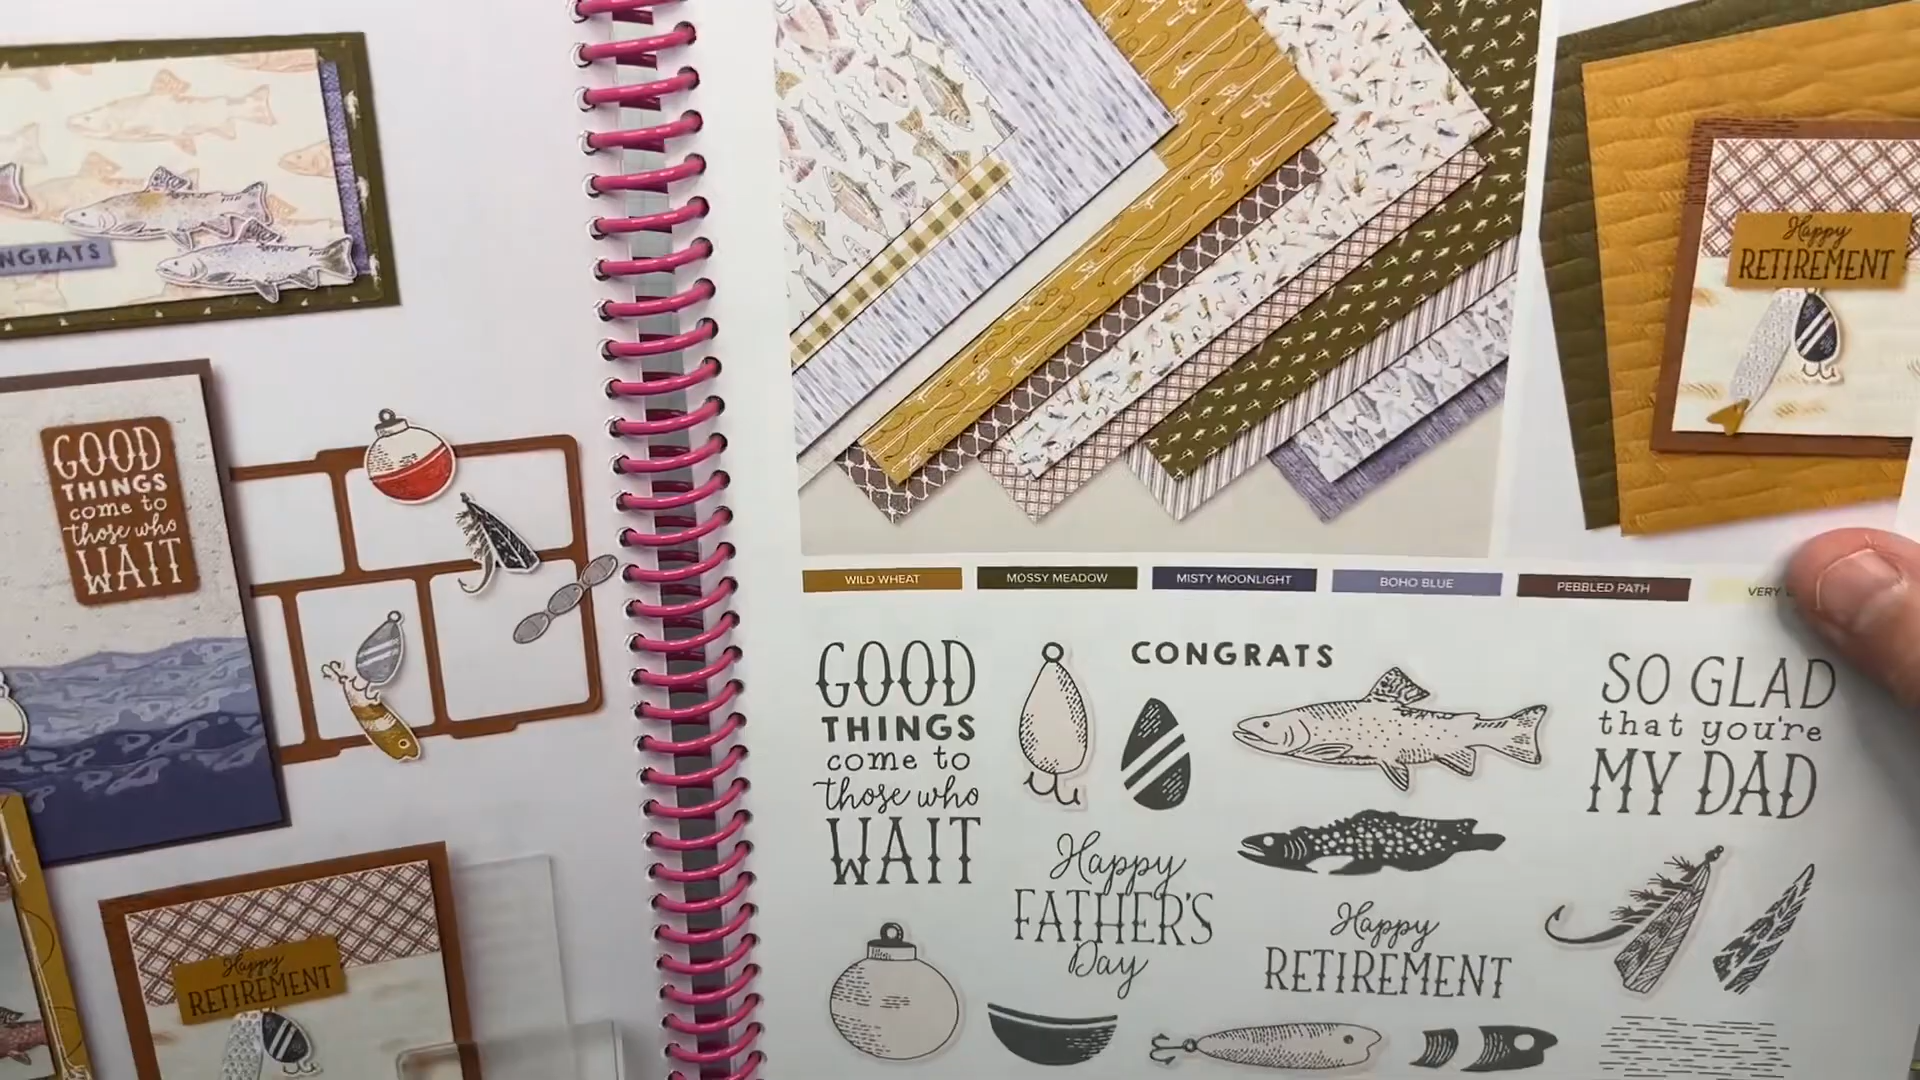 NGRATS
GOOD
THINGS
come to
those who
WAIT
Happy
RETIREMENT
Happy
RETIREMENT
WILD WHEAT
MOSSY MEADOW
MISTY MOONLIGHT
BOHO BLUE
PEBBLED PATH
VERY
GOOD
THINGS
come to
those who
WAIT
CONGRATS
SO GLAD
that you're
MY DAD
Happy
FATHER'S
Day
Happy
RETIREMENT